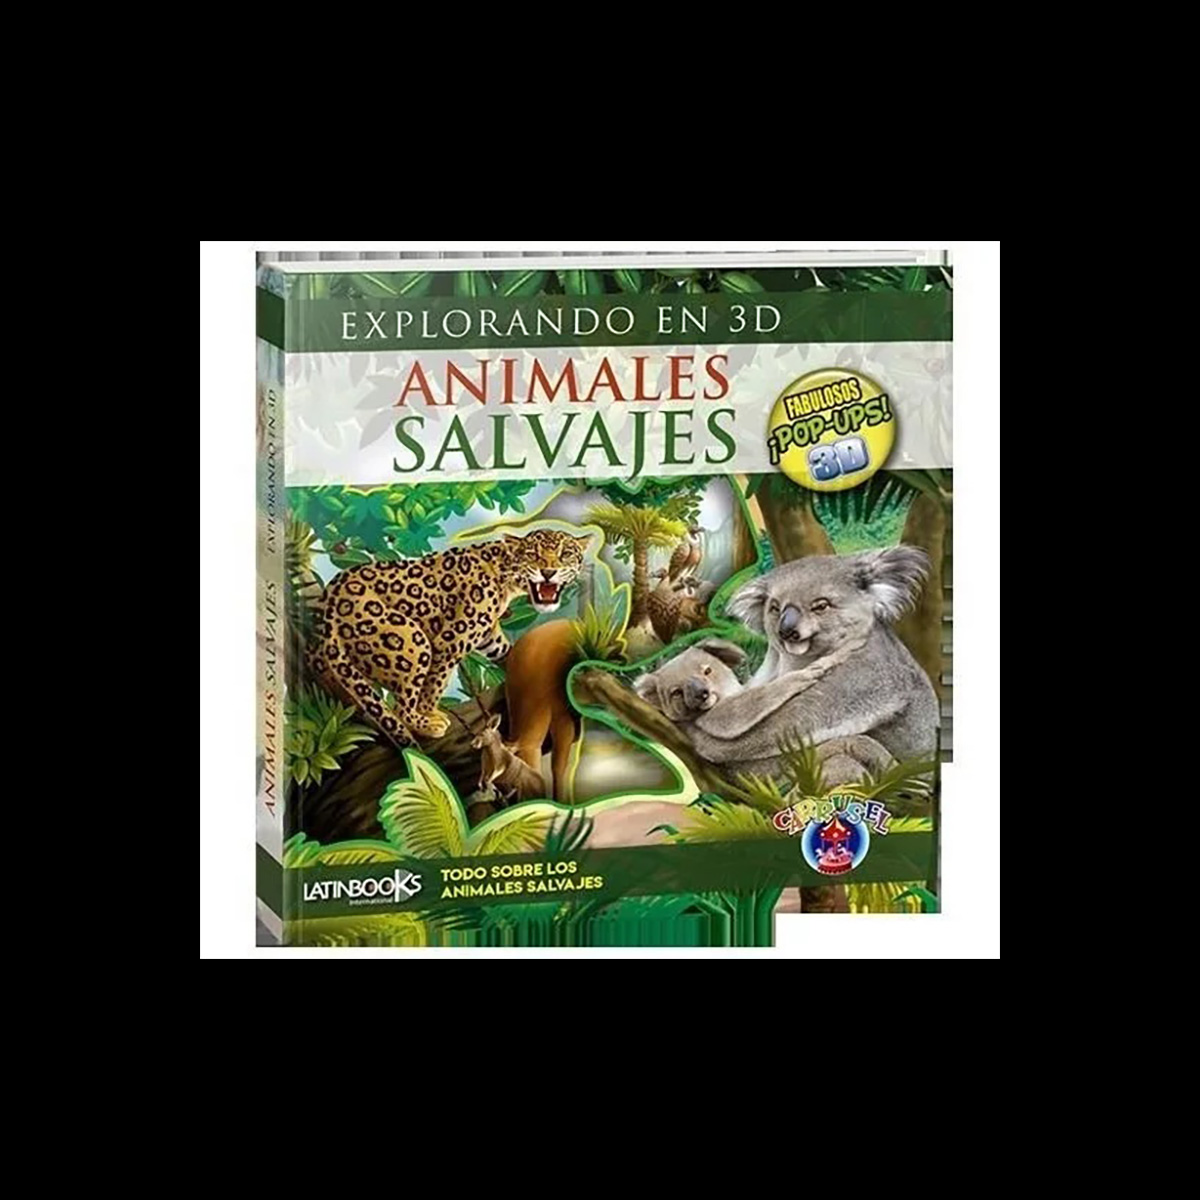 EXPLORANDO EN 3D
ANIMALES
SALVAJES
FABULOSOS
¡POP-UPS!
3D
ANIMALES SALVAJES EXPLORANDO EN 3D
CARRUSEL
LATINBOOKS
International
TODO SOBRE LOS
ANIMALES SALVAJES